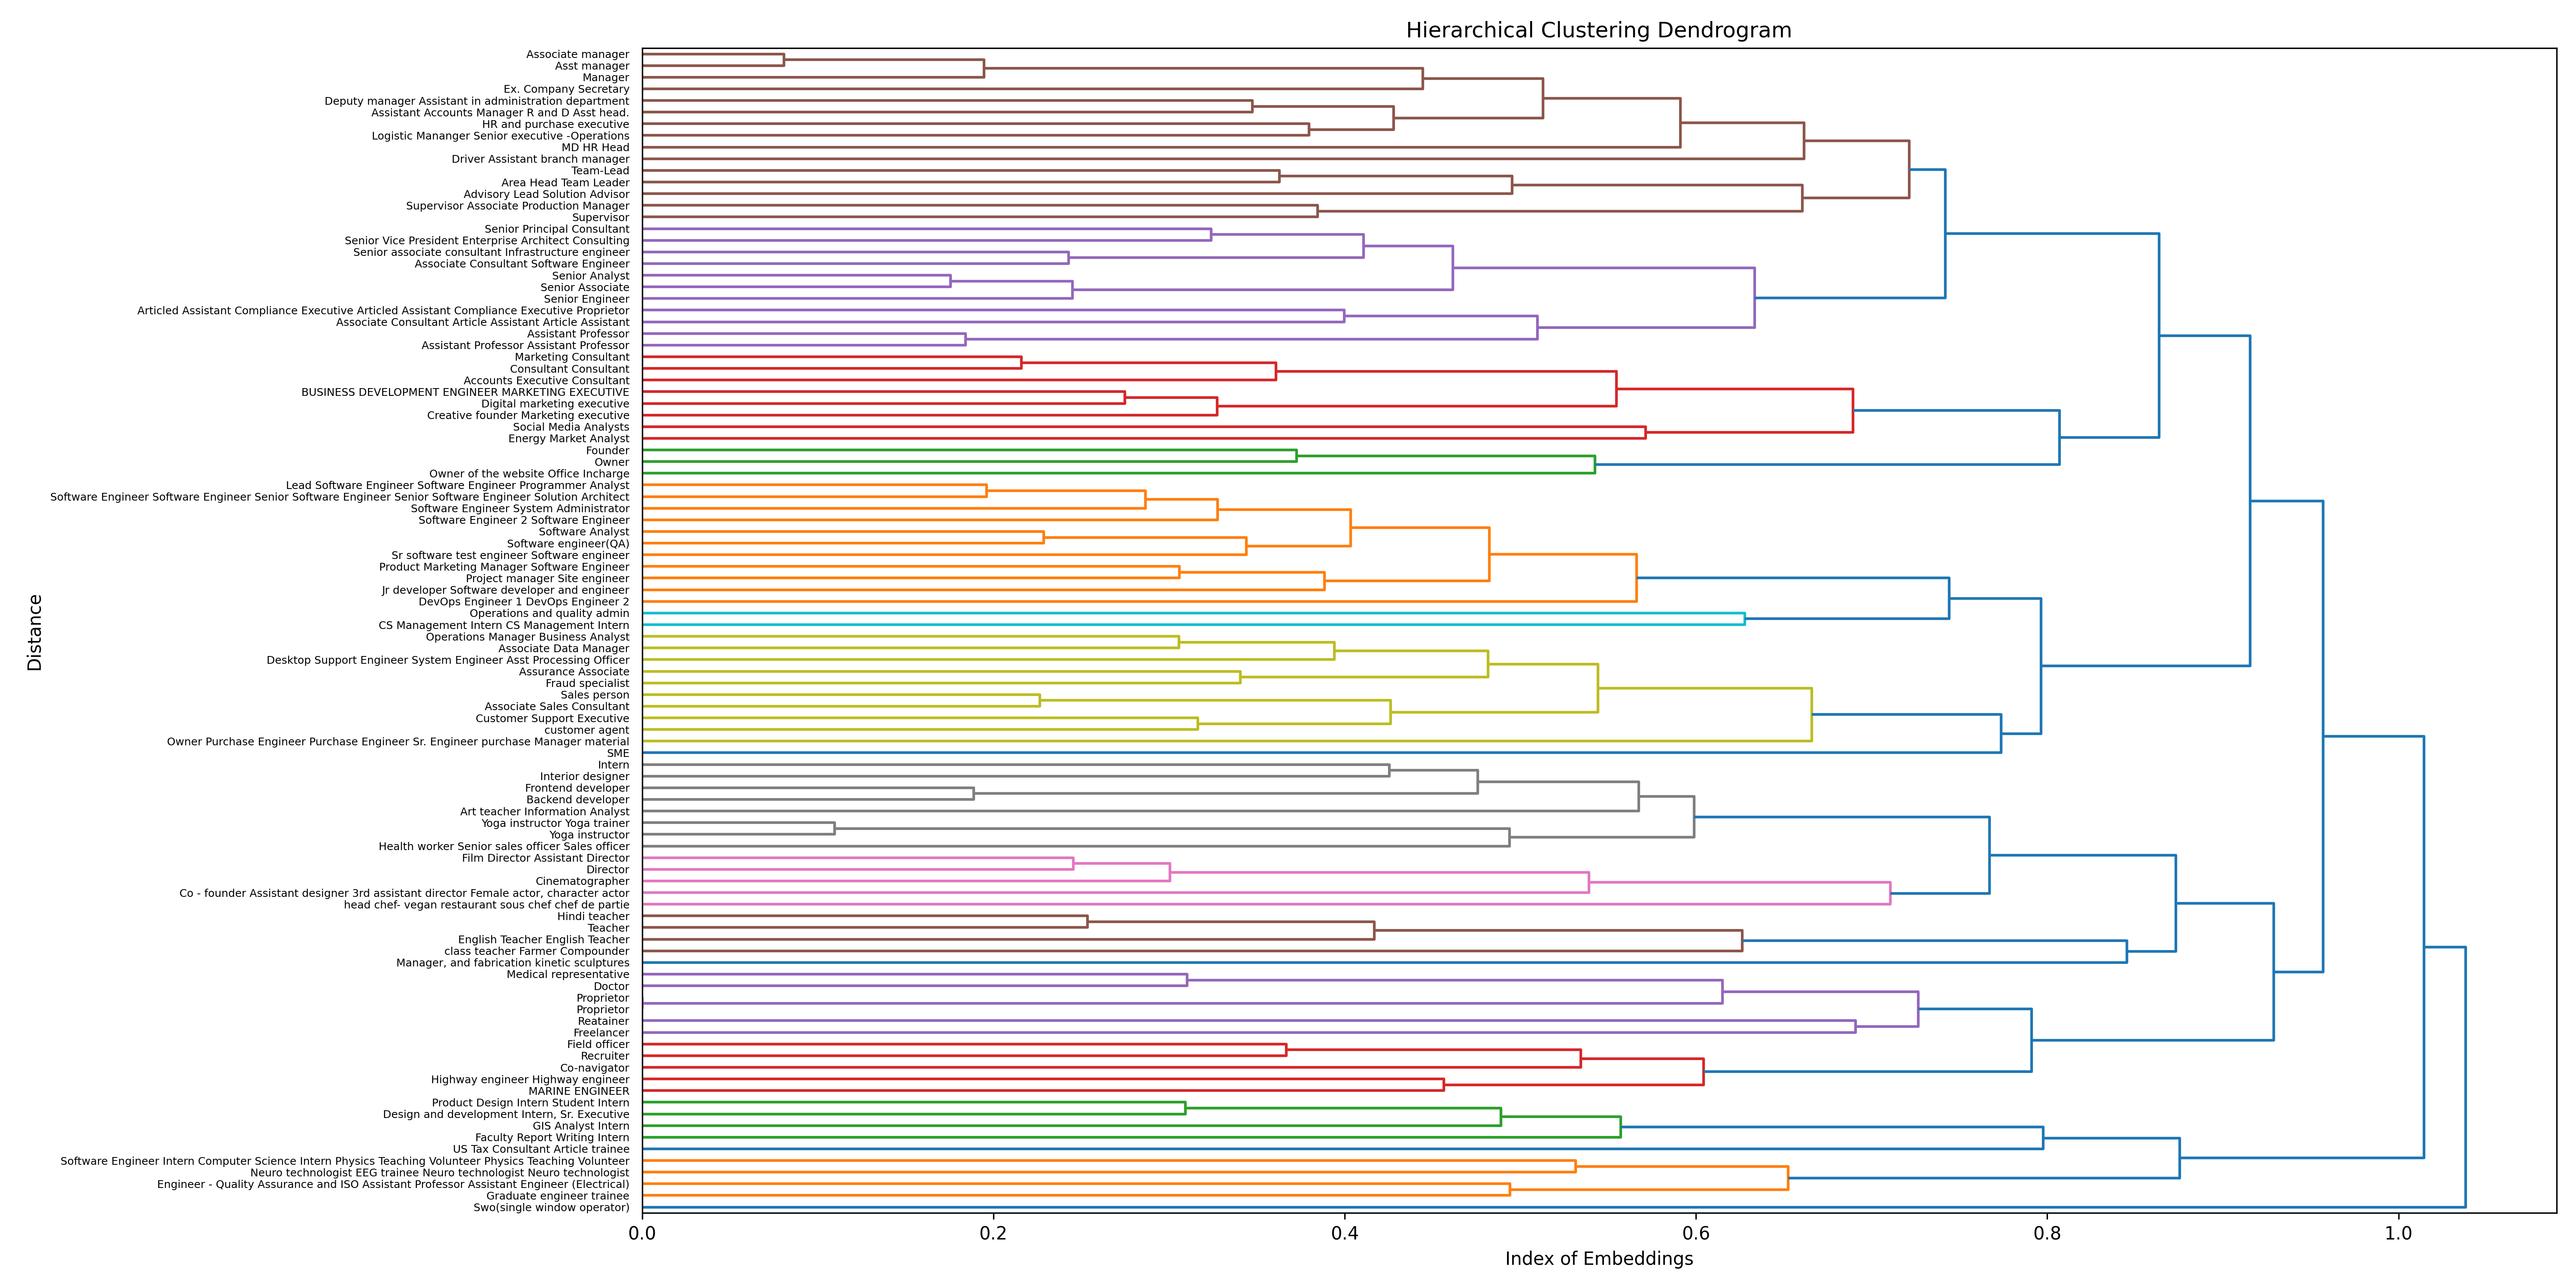 Hierarchical Clustering Dendrogram
Associate manager
Asst manager
Manager
Ex. Company Secretary
Deputy manager Assistant in administration department
Assistant Accounts Manager R and D Asst head.
HR and purchase executive
Logistic Mananger Senior executive -Operations
MD HR Head
Driver Assistant branch manager
Team-Lead
Area Head Team Leader
Advisory Lead Solution Advisor
Supervisor Associate Production Manager
Supervisor
Senior Principal Consultant
Senior Vice President Enterprise Architect Consulting
Senior associate consultant Infrastructure engineer
Associate Consultant Software Engineer
Senior Analyst
Senior Associate
Senior Engineer
Articled Assistant Compliance Executive Articled Assistant Compliance Executive Proprietor
Associate Consultant Article Assistant Article Assistant
Assistant Professor
Assistant Professor Assistant Professor
Marketing Consultant
Consultant Consultant
Accounts Executive Consultant
BUSINESS DEVELOPMENT ENGINEER MARKETING EXECUTIVE
Digital marketing executive
Creative founder Marketing executive
Social Media Analysts
Energy Market Analyst
Founder
Owner
Owner of the website Office Incharge
Lead Software Engineer Software Engineer Programmer Analyst
Software Engineer Software Engineer Senior Software Engineer Senior Software Engineer Solution Architect
Software Engineer System Administrator
Software Engineer 2 Software Engineer
Software Analyst
Software engineer(QA)
Sr software test engineer Software engineer
Product Marketing Manager Software Engineer
Project manager Site engineer
Jr developer Software developer and engineer
DevOps Engineer 1 DevOps Engineer 2
Operations and quality admin
CS Management Intern CS Management Intern
Operations Manager Business Analyst
Associate Data Manager
Desktop Support Engineer System Engineer Asst Processing Officer
Assurance Associate
Fraud specialist
Sales person
Associate Sales Consultant
Customer Support Executive
customer agent
Owner Purchase Engineer Purchase Engineer Sr. Engineer purchase Manager material
SME
Intern
Interior designer
Frontend developer
Backend developer
Art teacher Information Analyst
Yoga instructor Yoga trainer
Yoga instructor
Health worker Senior sales officer Sales officer
Film Director Assistant Director
Director
Cinematographer
Co - founder Assistant designer 3rd assistant director Female actor, character actor
head chef- vegan restaurant sous chef chef de partie
Hindi teacher
Teacher
English Teacher English Teacher
class teacher Farmer Compounder
Manager, and fabrication kinetic sculptures
Medical representative
Doctor
Proprietor
Proprietor
Reatainer
Freelancer
Field officer
Recruiter
Co-navigator
Highway engineer Highway engineer
MARINE ENGINEER
Product Design Intern Student Intern
Design and development Intern, Sr. Executive
GIS Analyst Intern
Faculty Report Writing Intern
US Tax Consultant Article trainee
Software Engineer Intern Computer Science Intern Physics Teaching Volunteer Physics Teaching Volunteer
Neuro technologist EEG trainee Neuro technologist Neuro technologist
Engineer - Quality Assurance and ISO Assistant Professor Assistant Engineer (Electrical)
Graduate engineer trainee
Swo(single window operator)
Distance
0.0 0.2 0.4 0.6 0.8 1.0
Index of Embeddings